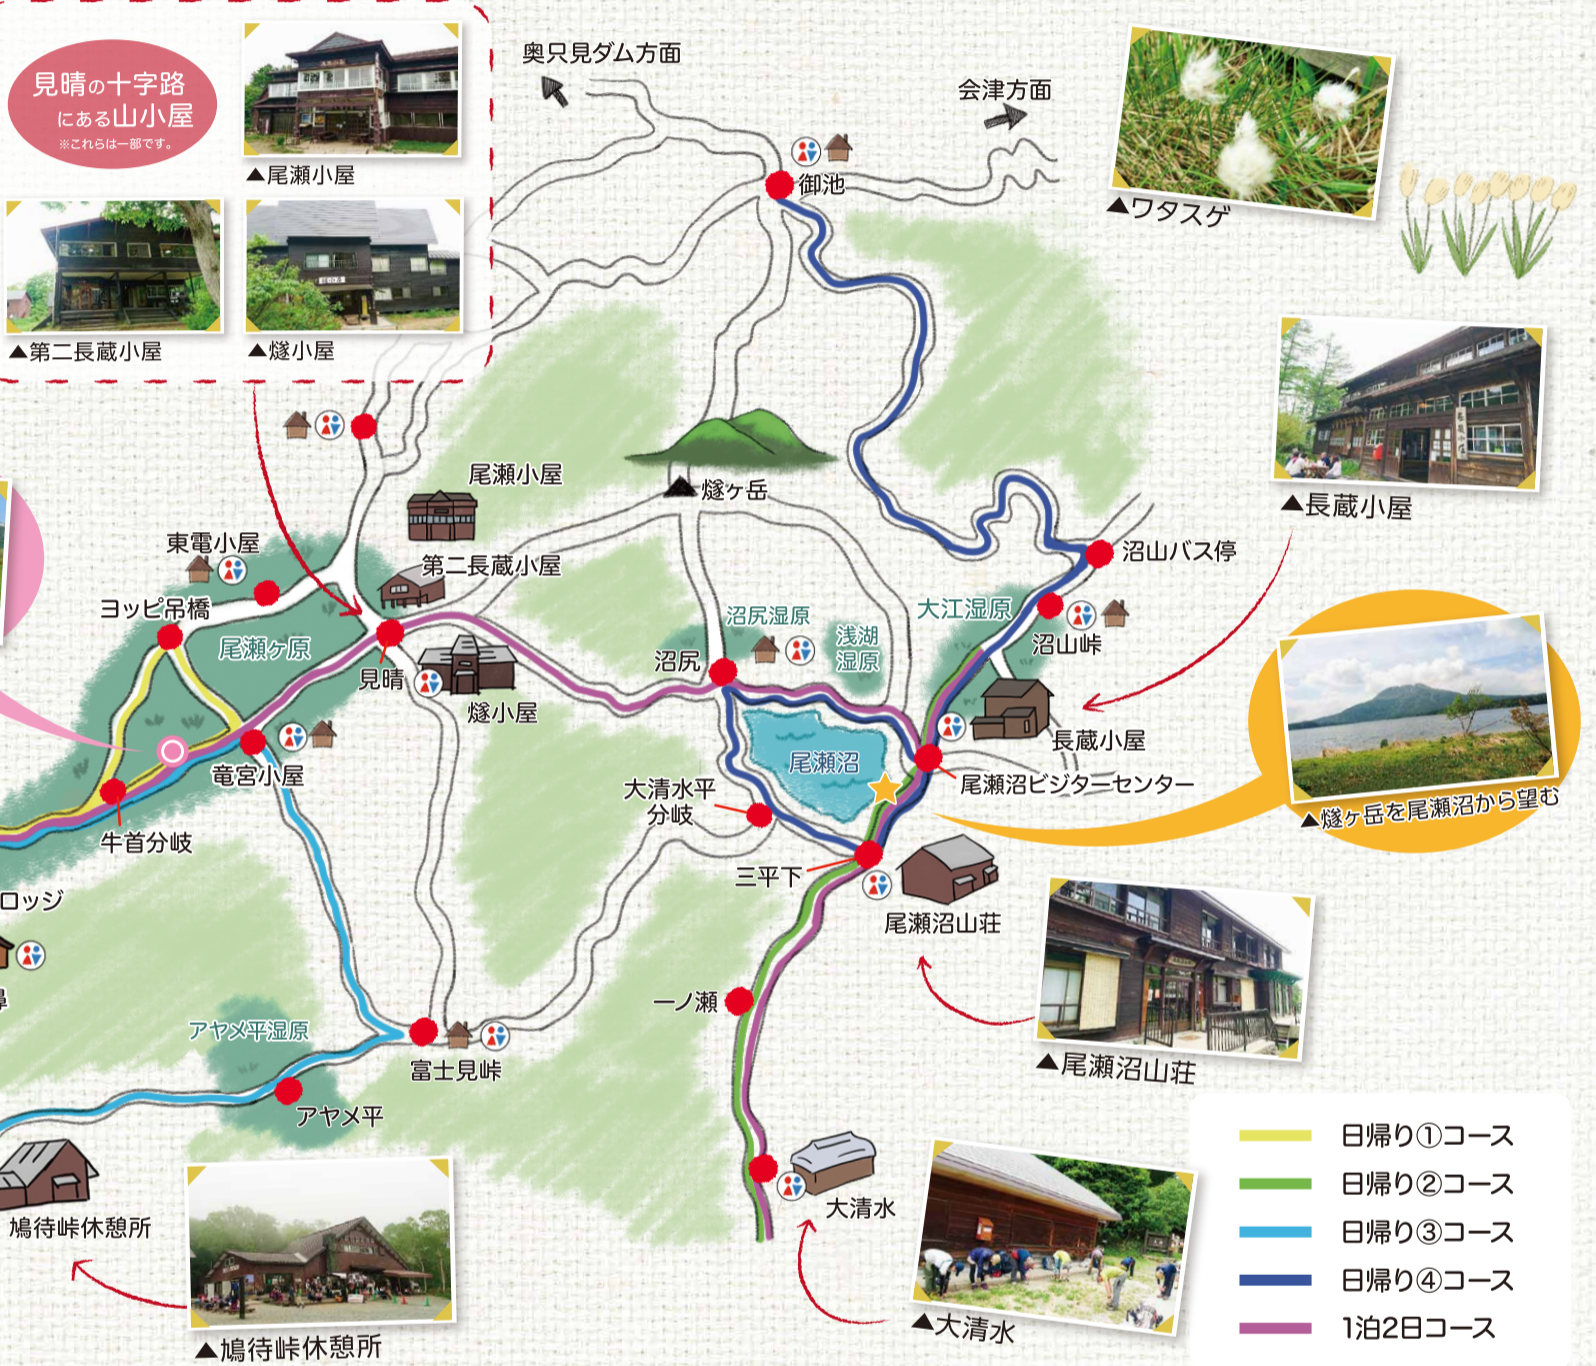 見晴の十字路
にある山小屋
※これらは一部です。
▲尾瀬小屋
▲第二長蔵小屋
▲燧小屋
奥只見ダム方面
会津方面
御池
▲ワタスゲ
▲長蔵小屋
尾瀬小屋
燧ヶ岳
東電小屋
第二長蔵小屋
沼山バス停
ヨッピ吊橋
尾瀬ヶ原
沼尻湿原
浅湖
湿原
大江湿原
沼山峠
見晴
沼尻
燧小屋
長蔵小屋
竜宮小屋
尾瀬沼
大清水平
分岐
尾瀬沼ビジターセンター
▲燧ヶ岳を尾瀬沼から望む
牛首分岐
三平下
ロッジ
尾瀬沼山荘
一ノ瀬
アヤメ平湿原
富士見峠
▲尾瀬沼山荘
アヤメ平
大清水
鳩待峠休憩所
▲鳩待峠休憩所
▲大清水
日帰り①コース
日帰り②コース
日帰り③コース
日帰り④コース
1泊2日コース